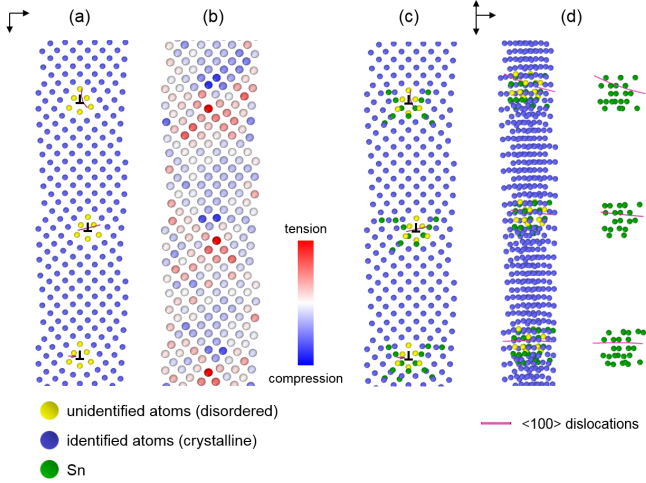 (a)
(b)
(c)
(d)
tension
compression
unidentified atoms (disordered)
identified atoms (crystalline)
Sn
<100> dislocations